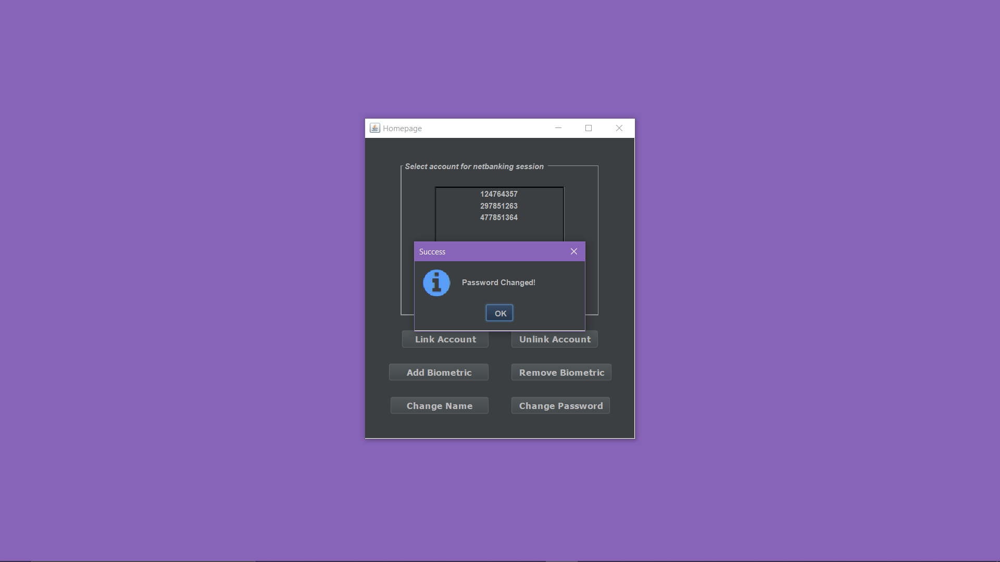 Homepage
Select account for netbanking session
124764357
297851263
477851364
Success
Password Changed!
OK
Link Account
Unlink Account
Add Biometric
Remove Biometric
Change Name
Change Password